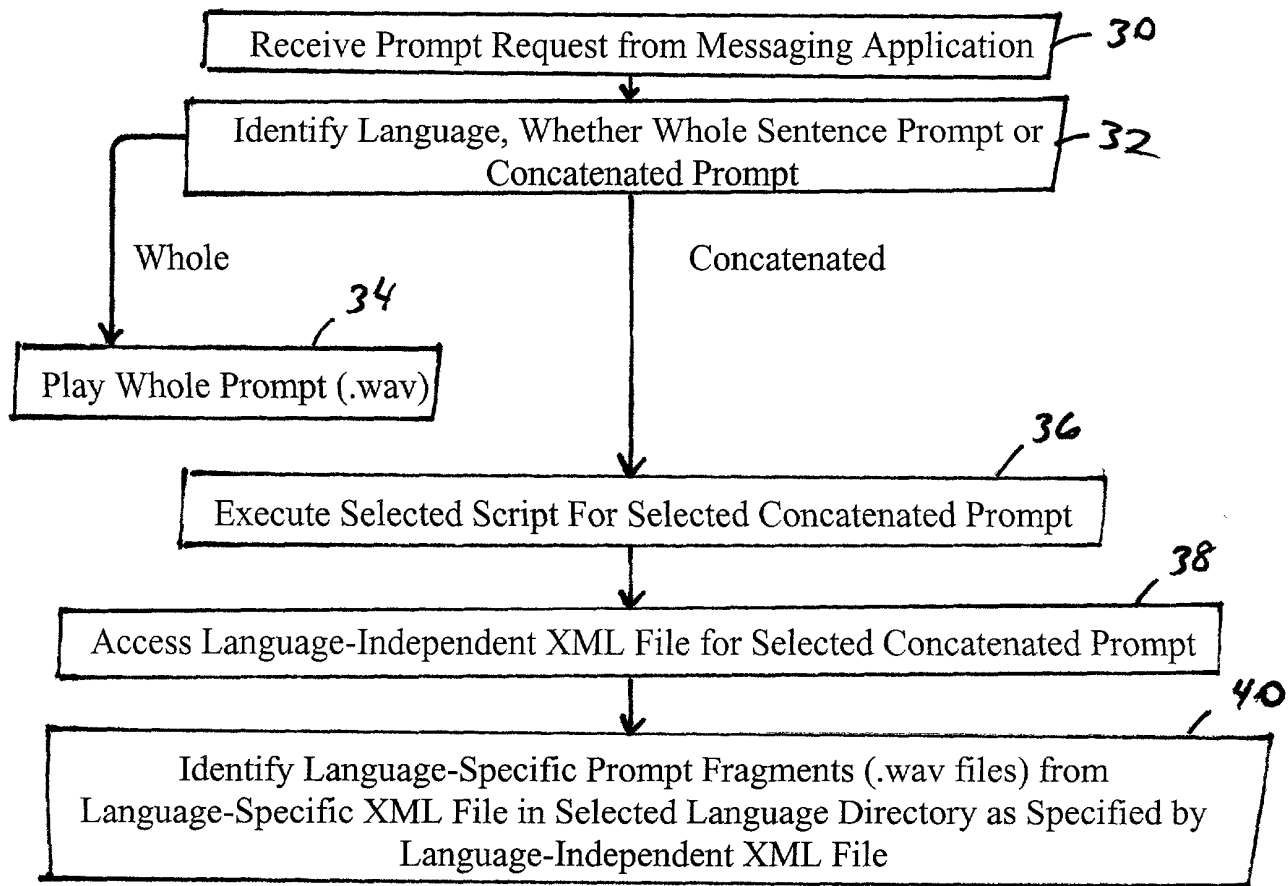 Receive Prompt Request from Messaging Application
30
Identify Language, Whether Whole Sentence Prompt or
Concatenated Prompt
32
Whole
Concatenated
34
Play Whole Prompt (.wav)
36
Execute Selected Script For Selected Concatenated Prompt
38
Access Language-Independent XML File for Selected Concatenated Prompt
40
Identify Language-Specific Prompt Fragments (.wav files) from
Language-Specific XML File in Selected Language Directory as Specified by
Language-Independent XML File